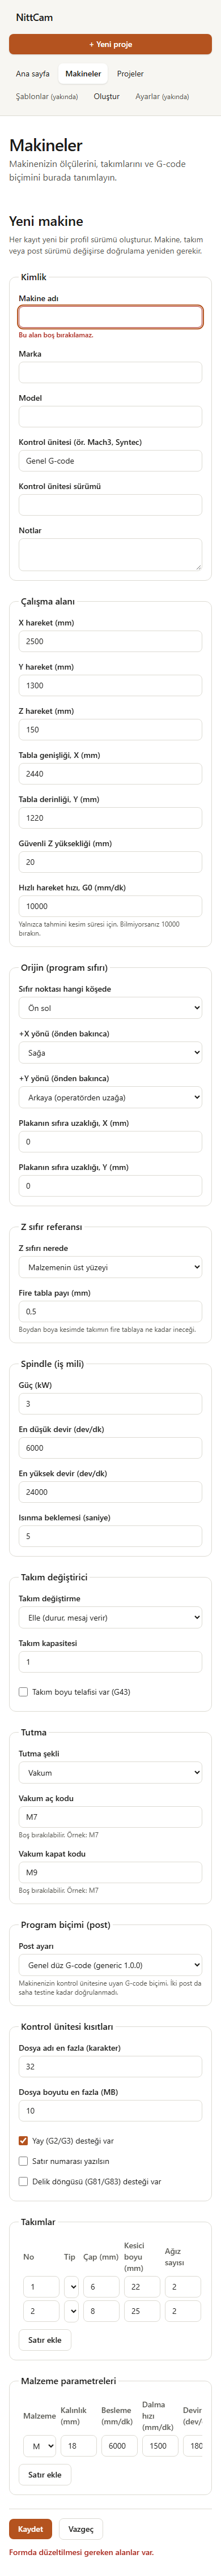 NittCam
+ Yeni proje
Ana sayfa
Makineler
Projeler
Şablonlar (yakında)
Oluştur
Ayarlar (yakında)
Makineler
Makinenizin ölçülerini, takımlarını ve G-code
biçimini burada tanımlayın.
Yeni makine
Her kayıt yeni bir profil sürümü oluşturur. Makine, takım
veya post sürümü değişirse doğrulama yeniden gerekir.
Kimlik
Makine adı
Bu alan boş bırakılamaz.
Marka
Model
Kontrol ünitesi (ör. Mach3, Syntec)
Genel G-code
Kontrol ünitesi sürümü
Notlar
Çalışma alanı
X hareket (mm)
2500
Y hareket (mm)
1300
Z hareket (mm)
150
Tabla genişliği, X (mm)
2440
Tabla derinliği, Y (mm)
1220
Güvenli Z yüksekliği (mm)
20
Hızlı hareket hızı, G0 (mm/dk)
10000
Yalnızca tahmini kesim süresi için. Bilmiyorsanız 10000
bırakın.
Orijin (program sıfırı)
Sıfır noktası hangi köşede
Ön sol
+X yönü (önden bakınca)
Sağa
+Y yönü (önden bakınca)
Arkaya (operatörden uzağa)
Plakanın sıfıra uzaklığı, X (mm)
0
Plakanın sıfıra uzaklığı, Y (mm)
0
Z sıfır referansı
Z sıfırı nerede
Malzemenin üst yüzeyi
Fire tabla payı (mm)
0,5
Boydan boya kesimde takımın fire tablaya ne kadar ineceği.
Spindle (iş mili)
Güç (kW)
3
En düşük devir (dev/dk)
6000
En yüksek devir (dev/dk)
24000
Isınma beklemesi (saniye)
5
Takım değiştirici
Takım değiştirme
Elle (durur, mesaj verir)
Takım kapasitesi
1
Takım boyu telafisi var (G43)
Tutma
Tutma şekli
Vakum
Vakum aç kodu
M7
Boş bırakılabilir. Örnek: M7
Vakum kapat kodu
M9
Boş bırakılabilir. Örnek: M7
Program biçimi (post)
Post ayarı
Genel düz G-code (generic 1.0.0)
Makinenizin kontrol ünitesine uyan G-code biçimi. İki post da
saha testine kadar doğrulanmadı.
Kontrol ünitesi kısıtları
Dosya adı en fazla (karakter)
32
Dosya boyutu en fazla (MB)
10
Yay (G2/G3) desteği var
Satır numarası yazılsın
Delik döngüsü (G81/G83) desteği var
Takımlar
No Tip Çap (mm) Kesici boyu (mm) Ağız sayısı
1 6 22 2
2 8 25 2
Satır ekle
Malzeme parametreleri
Malzeme Kalınlık (mm) Besleme (mm/dk) Dalma hızı (mm/dk) Devir (dev/
M 18 6000 1500 180
Satır ekle
Kaydet
Vazgeç
Formda düzeltilmesi gereken alanlar var.